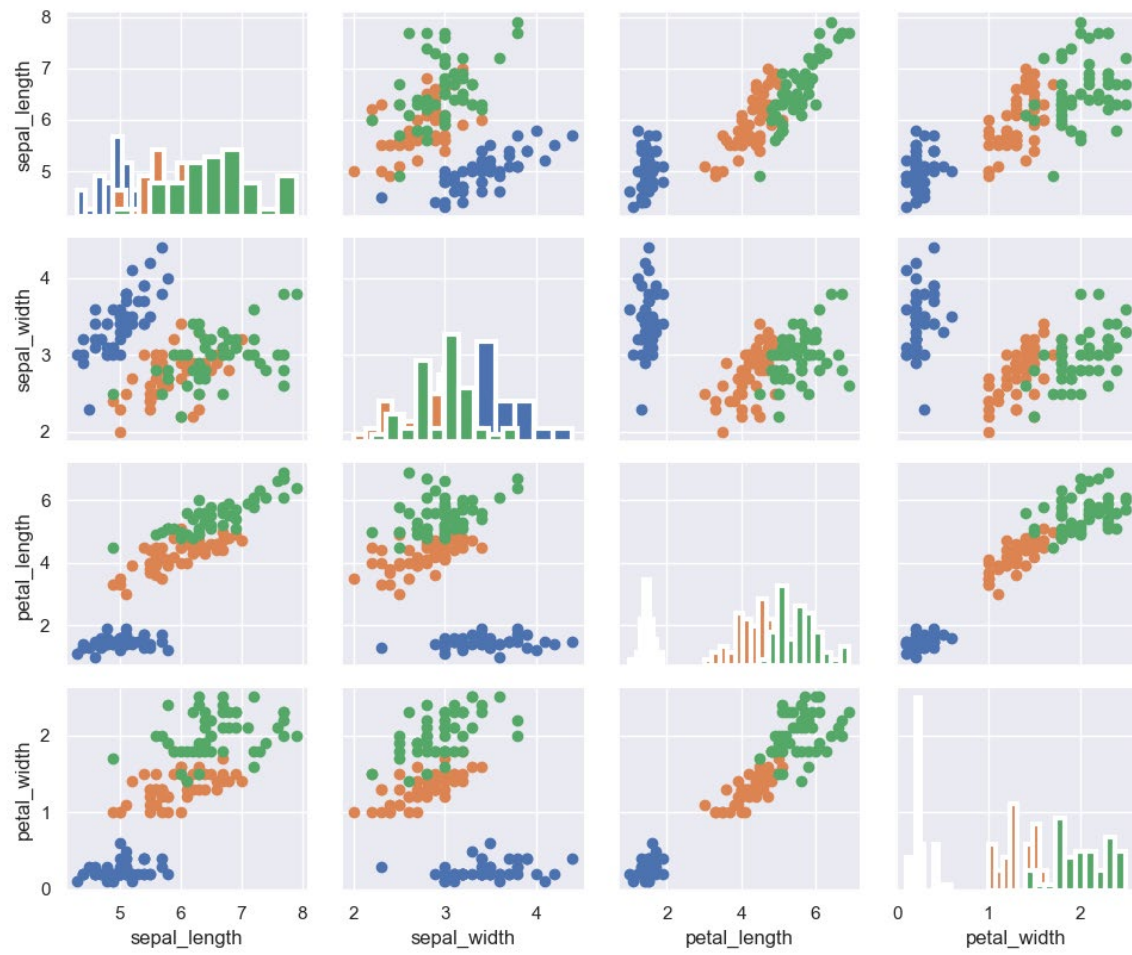 8
7
6
5
sepal_length
4
3
2
sepal_width
6
4
2
petal_length
2
1
0
petal_width
5 6 7 8
2 3 4
2 4 6
0 1 2
sepal_length sepal_width petal_length petal_width